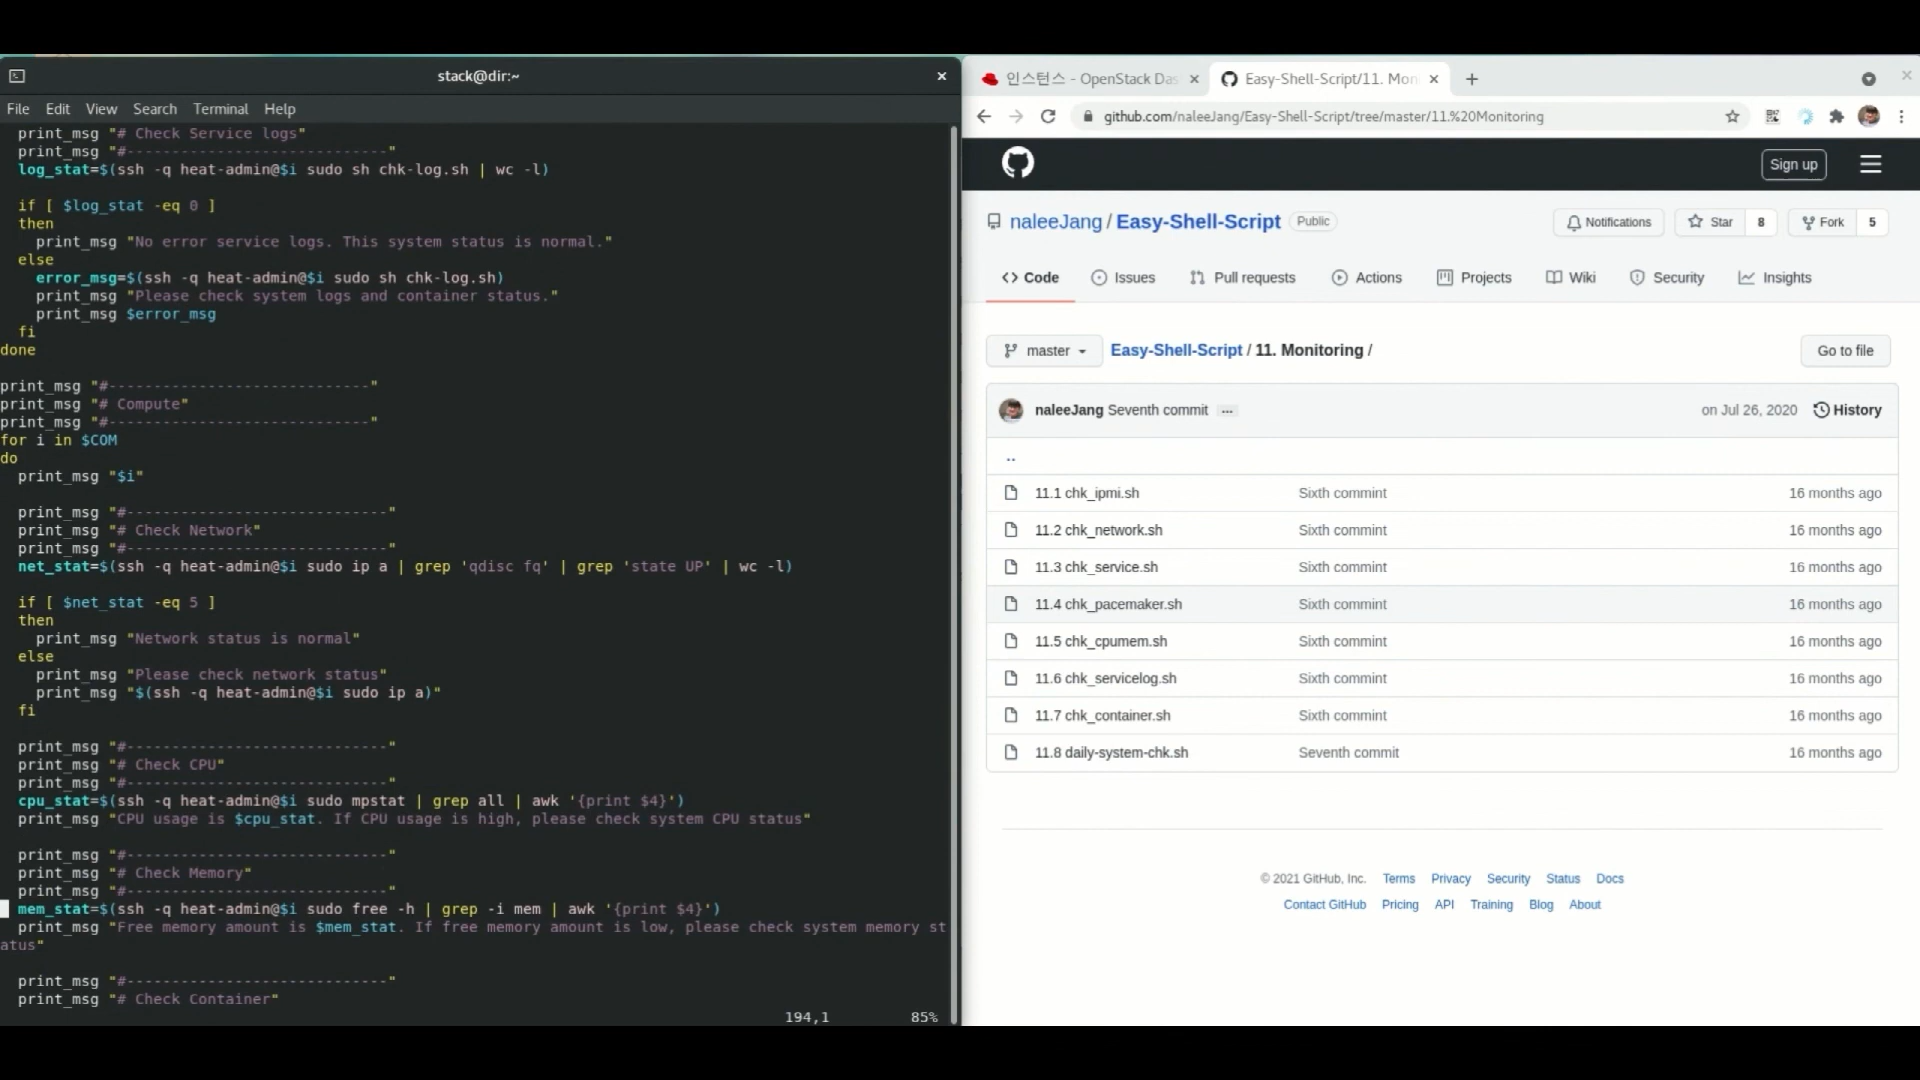 stack@dir:~
File Edit View Search Terminal Help
print_msg "# Check Service logs"
print_msg "#-----------------------------"
log_stat=$(ssh -q heat-admin@$i sudo sh chk-log.sh | wc -l)
if [ $log_stat -eq 0 ]
then
print_msg "No error service logs. This system status is normal."
else
error_msg=$(ssh -q heat-admin@$i sudo sh chk-log.sh)
print_msg "Please check system logs and container status."
print_msg $error_msg
fi
done
print_msg "#-----------------------------"
print_msg "# Compute"
print_msg "#-----------------------------"
for i in $COM
do
print_msg "$i"
print_msg "#-----------------------------"
print_msg "# Check Network"
print_msg "#-----------------------------"
net_stat=$(ssh -q heat-admin@$i sudo ip a | grep 'qdisc fq' | grep 'state UP' | wc -l)
if [ $net_stat -eq 5 ]
then
print_msg "Network status is normal"
else
print_msg "Please check network status"
print_msg "$(ssh -q heat-admin@$i sudo ip a)"
fi
print_msg "#-----------------------------"
print_msg "# Check CPU"
print_msg "#-----------------------------"
cpu_stat=$(ssh -q heat-admin@$i sudo mpstat | grep all | awk '{print $4}')
print_msg "CPU usage is $cpu_stat. If CPU usage is high, please check system CPU status"
print_msg "#-----------------------------"
print_msg "# Check Memory"
print_msg "#-----------------------------"
mem_stat=$(ssh -q heat-admin@$i sudo free -h | grep -i mem | awk '{print $4}')
print_msg "Free memory amount is $mem_stat. If free memory amount is low, please check system memory st
atus"
print_msg "#-----------------------------"
print_msg "# Check Container"
194,1 85%
인스턴스 - OpenStack Das
Easy-Shell-Script/11. Mon
github.com/naleeJang/Easy-Shell-Script/tree/master/11.%20Monitoring
Sign up
naleeJang / Easy-Shell-Script Public
Notifications Star 8 Fork 5
Code Issues Pull requests Actions Projects Wiki Security Insights
master Easy-Shell-Script / 11. Monitoring / Go to file
naleeJang Seventh commit ... on Jul 26, 2020 History
..
11.1 chk_ipmi.sh Sixth commint 16 months ago
11.2 chk_network.sh Sixth commint 16 months ago
11.3 chk_service.sh Sixth commint 16 months ago
11.4 chk_pacemaker.sh Sixth commint 16 months ago
11.5 chk_cpumem.sh Sixth commint 16 months ago
11.6 chk_servicelog.sh Sixth commint 16 months ago
11.7 chk_container.sh Sixth commint 16 months ago
11.8 daily-system-chk.sh Seventh commit 16 months ago
© 2021 GitHub, Inc. Terms Privacy Security Status Docs
Contact GitHub Pricing API Training Blog About